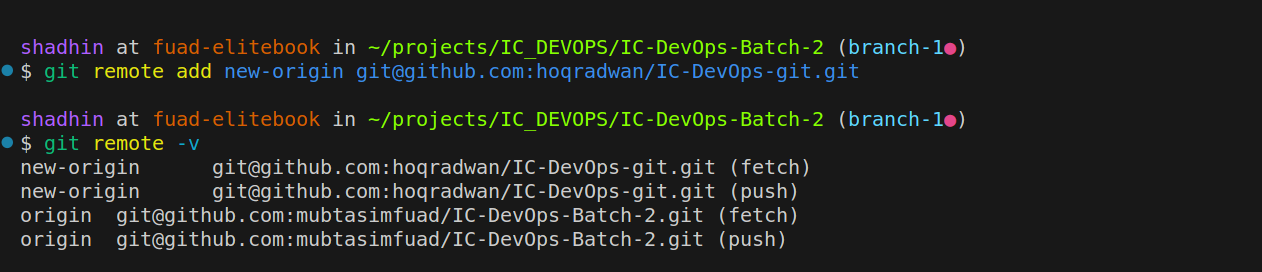 shadhin at fuad-elitebook in ~/projects/IC_DEVOPS/IC-DevOps-Batch-2 (branch-1●)
$ git remote add new-origin git@github.com:hoqradwan/IC-DevOps-git.git
shadhin at fuad-elitebook in ~/projects/IC_DEVOPS/IC-DevOps-Batch-2 (branch-1●)
$ git remote -v
new-origin      git@github.com:hoqradwan/IC-DevOps-git.git (fetch)
new-origin      git@github.com:hoqradwan/IC-DevOps-git.git (push)
origin  git@github.com:mubtasimfuad/IC-DevOps-Batch-2.git (fetch)
origin  git@github.com:mubtasimfuad/IC-DevOps-Batch-2.git (push)